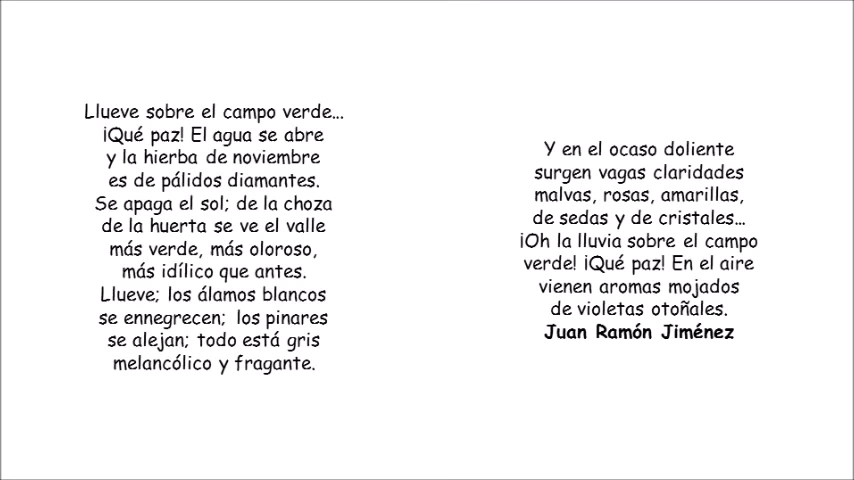 Llueve sobre el campo verde...
¡Qué paz! El agua se abre
y la hierba de noviembre
es de pálidos diamantes.
Se apaga el sol; de la choza
de la huerta se ve el valle
más verde, más oloroso,
más idílico que antes.
Llueve; los álamos blancos
se ennegrecen; los pinares
se alejan; todo está gris
melancólico y fragante.
Y en el ocaso doliente
surgen vagas claridades
malvas, rosas, amarillas,
de sedas y de cristales...
¡Oh la lluvia sobre el campo
verde! ¡Qué paz! En el aire
vienen aromas mojados
de violetas otoñales.
Juan Ramón Jiménez